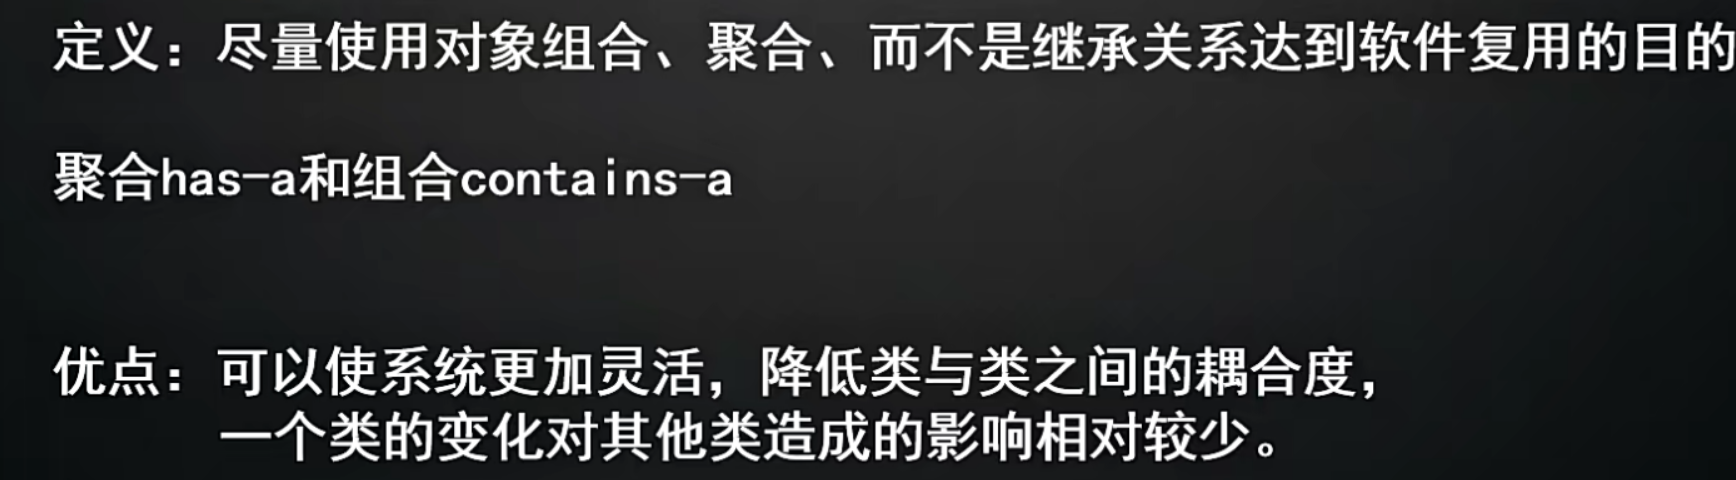 定义：尽量使用对象组合、聚合、而不是继承关系达到软件复用的目的
聚合has-a和组合contains-a
优点：可以使系统更加灵活，降低类与类之间的耦合度，
一个类的变化对其他类造成的影响相对较少。